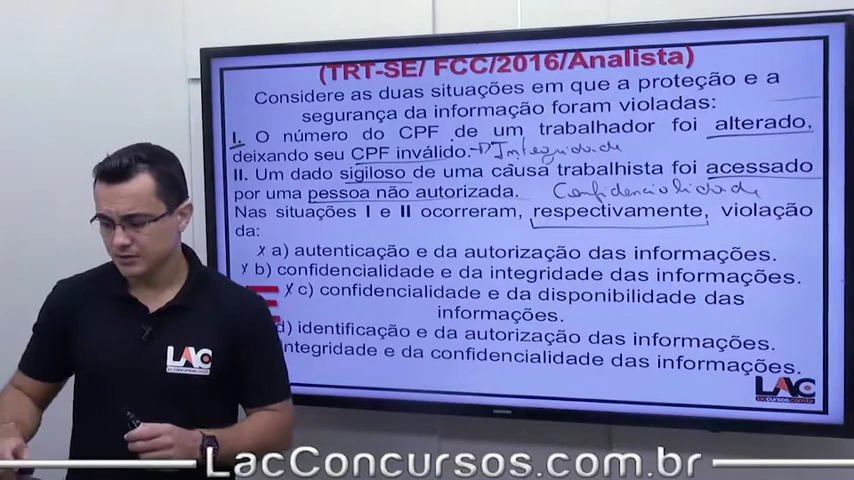 (TRT-SE/ FCC/2016/Analista)
Considere as duas situações em que a proteção e a
segurança da informação foram violadas:
I. O número do CPF de um trabalhador foi alterado,
deixando seu CPF inválido. → Integridade
II. Um dado sigiloso de uma causa trabalhista foi acessado
por uma pessoa não autorizada. Confidencialidade
Nas situações I e II ocorreram, respectivamente, violação
da:
x a) autenticação e da autorização das informações.
x b) confidencialidade e da integridade das informações.
x c) confidencialidade e da disponibilidade das
informações.
E
d) identificação e da autorização das informações.
integridade e da confidencialidade das informações.
LAC
LAC
LacConcursos.com.br